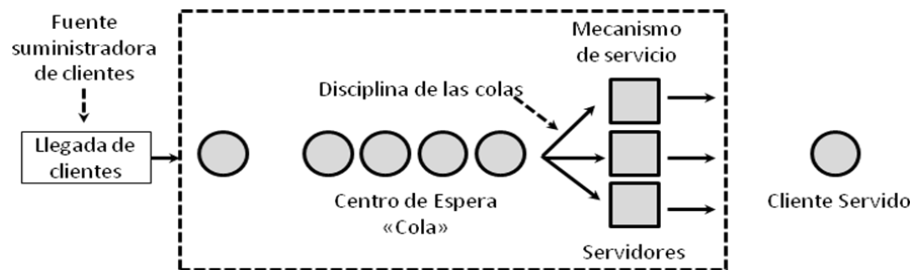 Fuente
suministradora
de clientes
Llegada de
clientes
Disciplina de las colas
Mecanismo
de servicio
Centro de Espera
«Cola»
Servidores
Cliente Servido